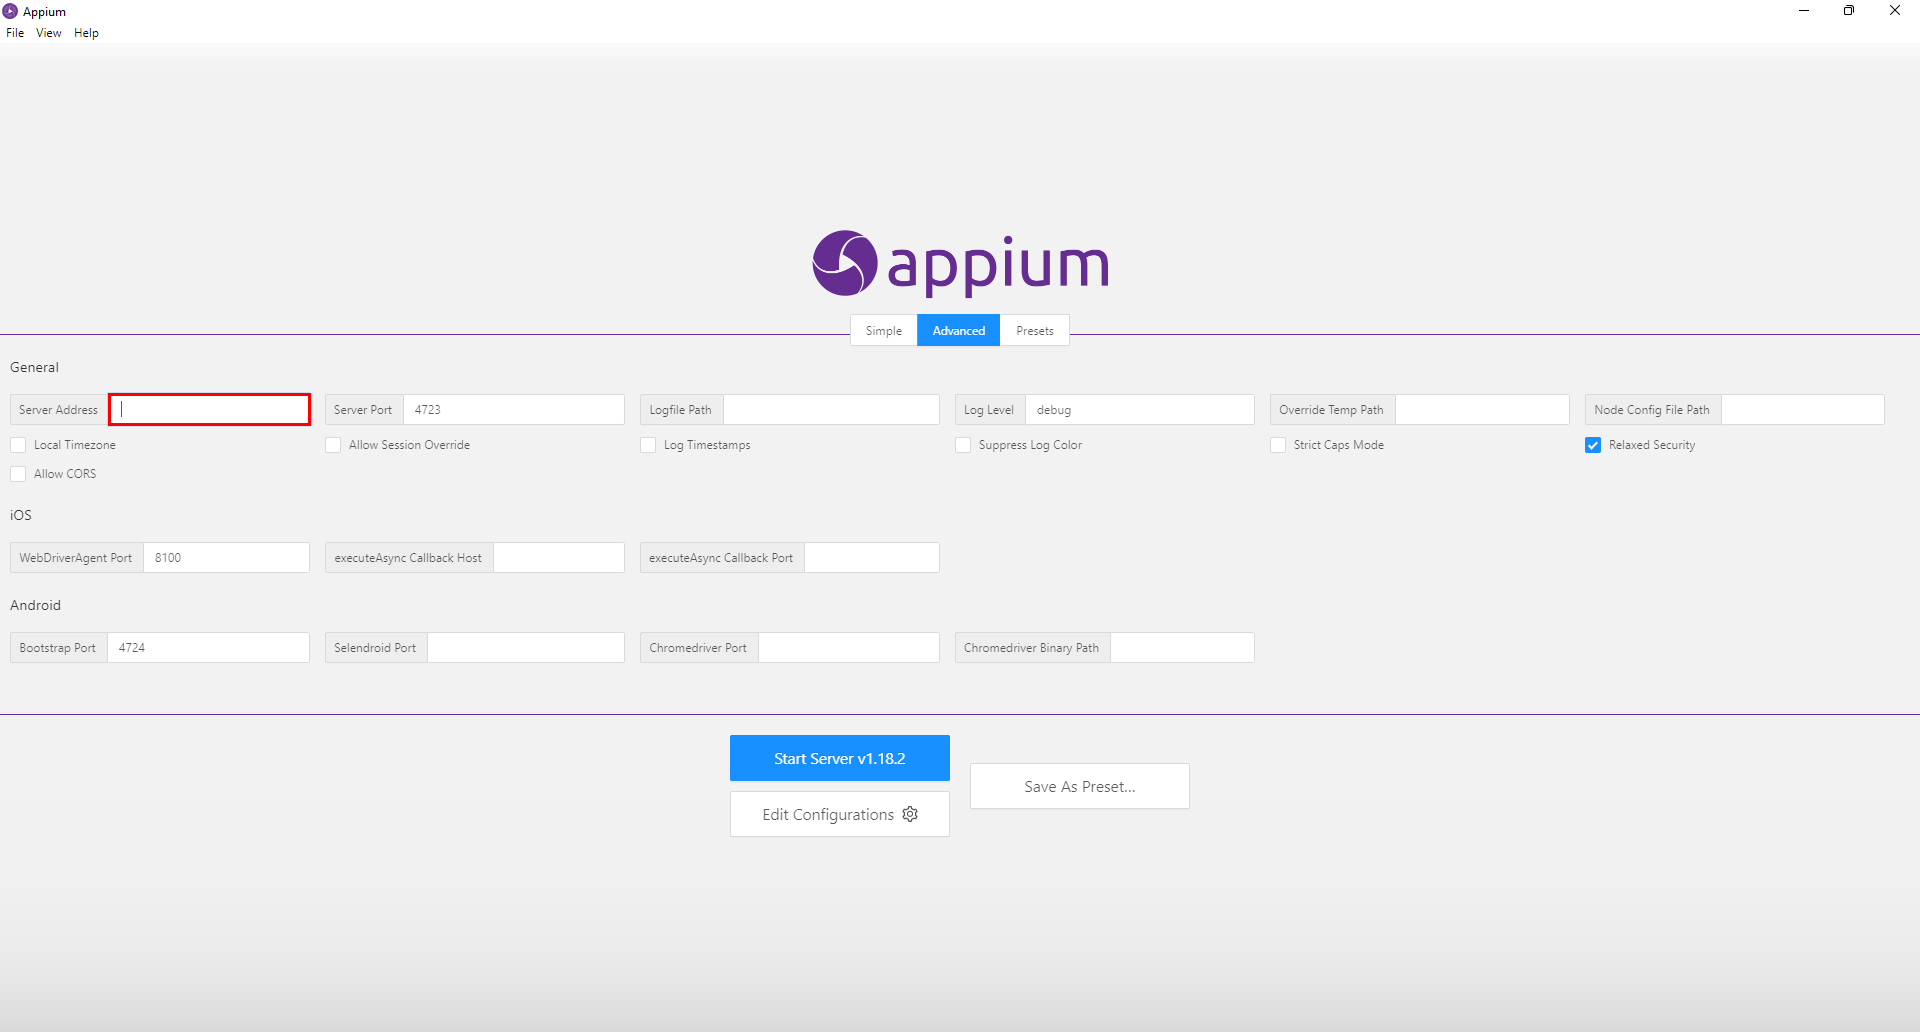 Appium
File View Help
appium
Simple Advanced Presets
General
Server Address Server Port 4723 Logfile Path Log Level debug Override Temp Path Node Config File Path
Local Timezone Allow Session Override Log Timestamps Suppress Log Color Strict Caps Mode Relaxed Security
Allow CORS
iOS
WebDriverAgent Port 8100 executeAsync Callback Host executeAsync Callback Port
Android
Bootstrap Port 4724 Selendroid Port Chromedriver Port Chromedriver Binary Path
Start Server v1.18.2
Save As Preset...
Edit Configurations